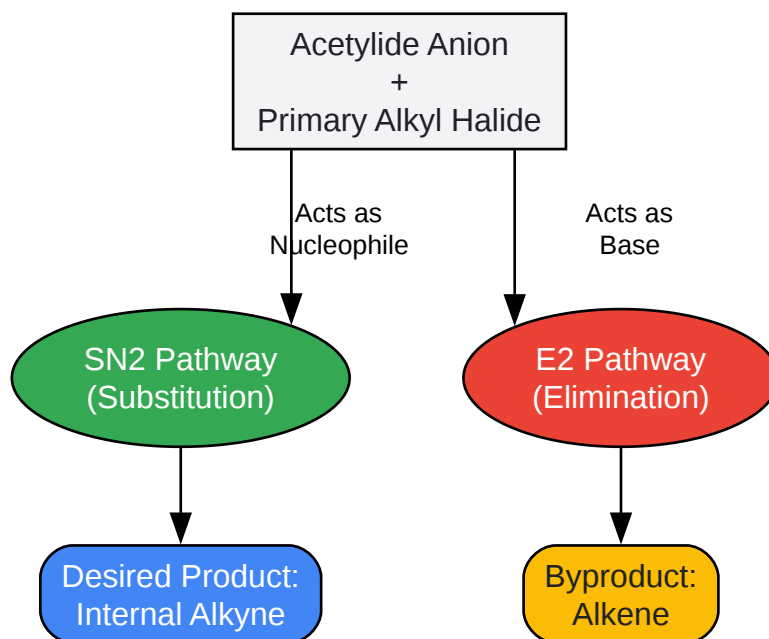 Acetylide Anion
+
Primary Alkyl Halide
Acts as
Nucleophile
Acts as
Base
SN2 Pathway
(Substitution)
E2 Pathway
(Elimination)
Desired Product:
Internal Alkyne
Byproduct:
Alkene